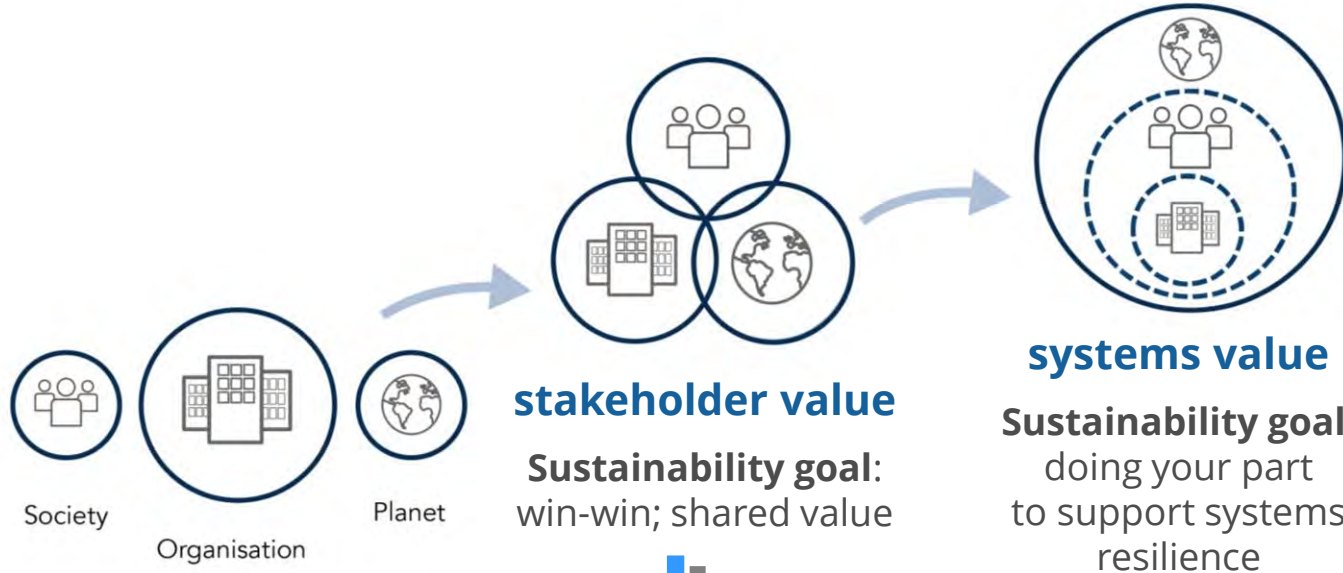 Society
Organisation
Planet
stakeholder value
Sustainability goal:
win-win; shared value
systems value
Sustainability goal
doing your part
to support systems
resilience